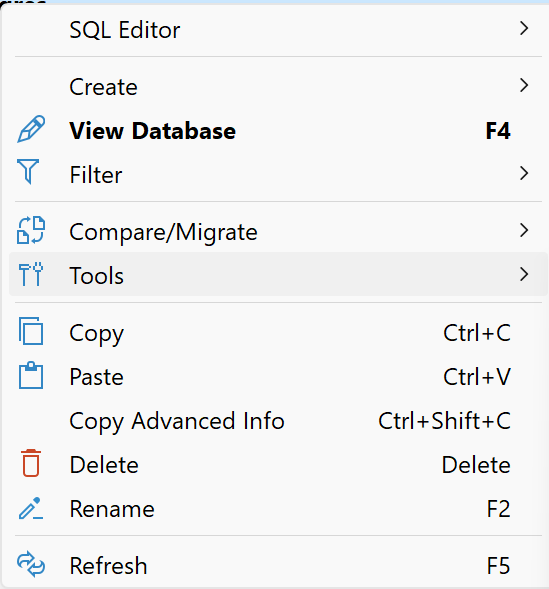 SQL Editor
Create
View Database F4
Filter
Compare/Migrate
Tools
Copy Ctrl+C
Paste Ctrl+V
Copy Advanced Info Ctrl+Shift+C
Delete Delete
Rename F2
Refresh F5